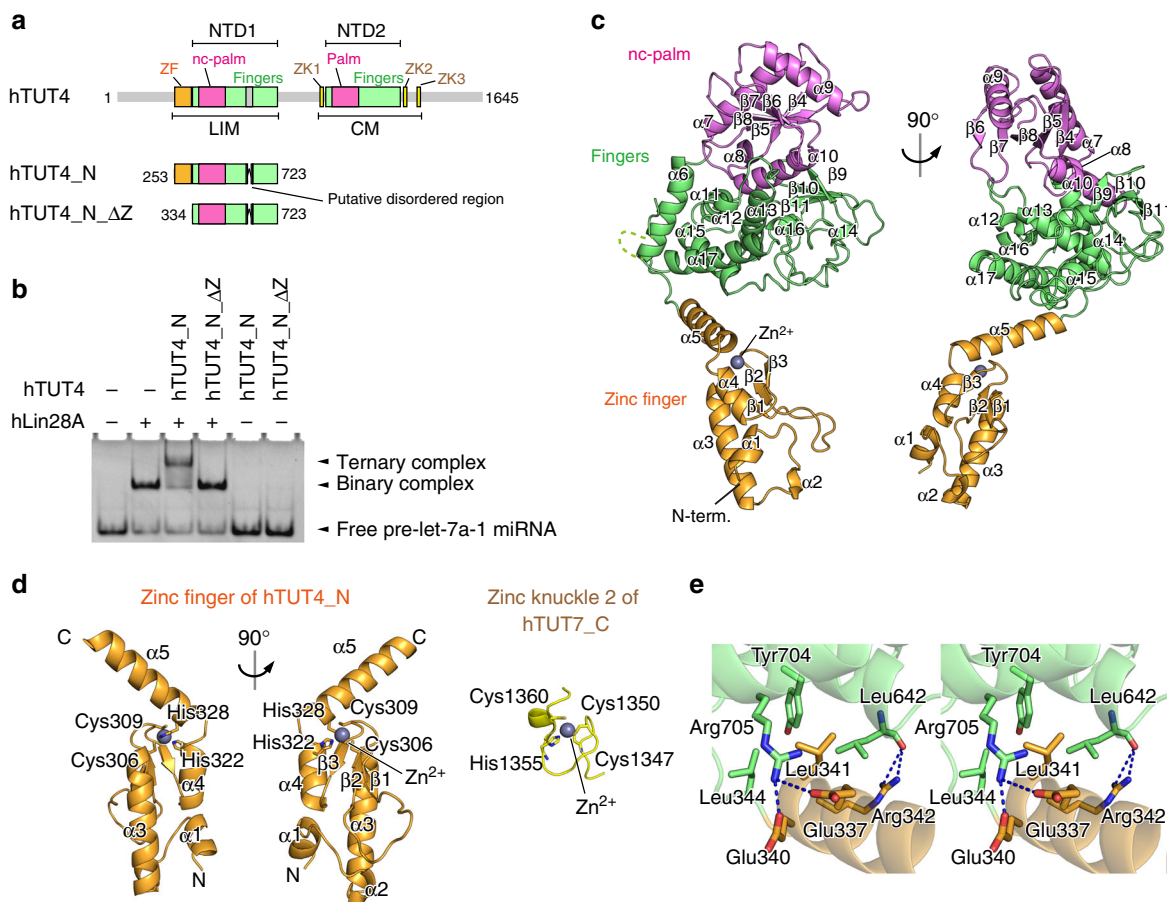 a
NTD1
NTD2
ZF
nc-palm
Fingers
ZK1
Palm
Fingers
ZK2
ZK3
hTUT4
1
1645
LIM
CM
hTUT4_N
253
723
Putative disordered region
hTUT4_N_ΔZ
334
723
b
hTUT4_N
hTUT4_N_ΔZ
hTUT4_N
hTUT4_N_ΔZ
hTUT4
– –
hLin28A
– + + + – –
Ternary complex
Binary complex
Free pre-let-7a-1 miRNA
c
nc-palm
Fingers
Zinc finger
α9
β6
β4
β7
β8
β5
α7
α8
α10
β9
α6
β10
α11
α13
β11
α12
α16
α14
α15
α17
α5
Zn²⁺
β3
β2
α4
β1
α3
α1
α2
N-term.
90°
α9
β6
β5
β8
β4
α7
β7
α8
α10
β10
β9
β11
α12
α13
α16
α14
α17
α15
α5
α4
β3
β2
β1
α1
α3
α2
d
Zinc finger of hTUT4_N
C
α5
90°
C
α5
His328
Cys309
Cys306
His322
α4
α3
α1
N
His328
Cys309
His322
Cys306
β3
β2
β1
Zn²⁺
α4
α3
α1
N
α2
Zinc knuckle 2 of
hTUT7_C
Cys1360
Cys1350
His1355
Cys1347
Zn²⁺
e
Tyr704
Leu642
Arg705
Leu341
Leu344
Arg342
Glu337
Glu340
Tyr704
Leu642
Arg705
Leu341
Leu344
Arg342
Glu337
Glu340